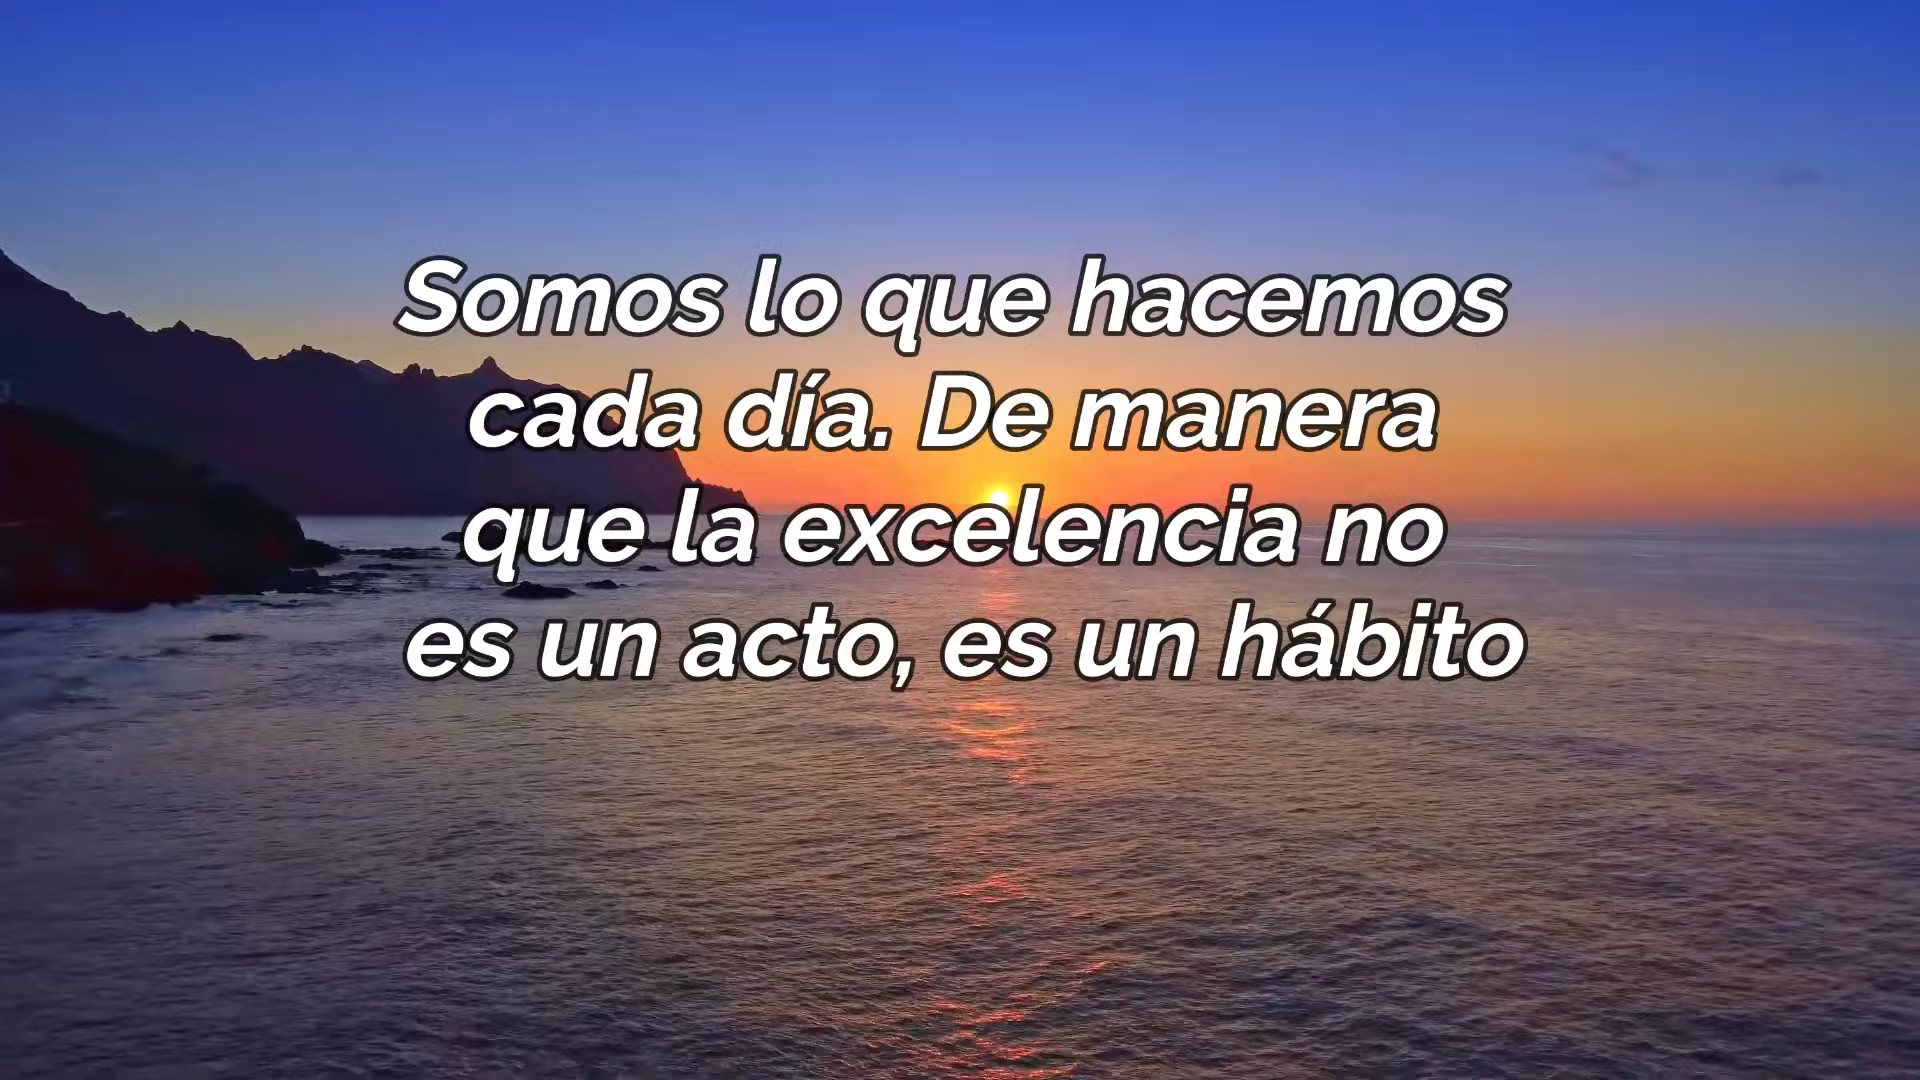 Somos lo que hacemos
cada día. De manera
que la excelencia no
es un acto, es un hábito